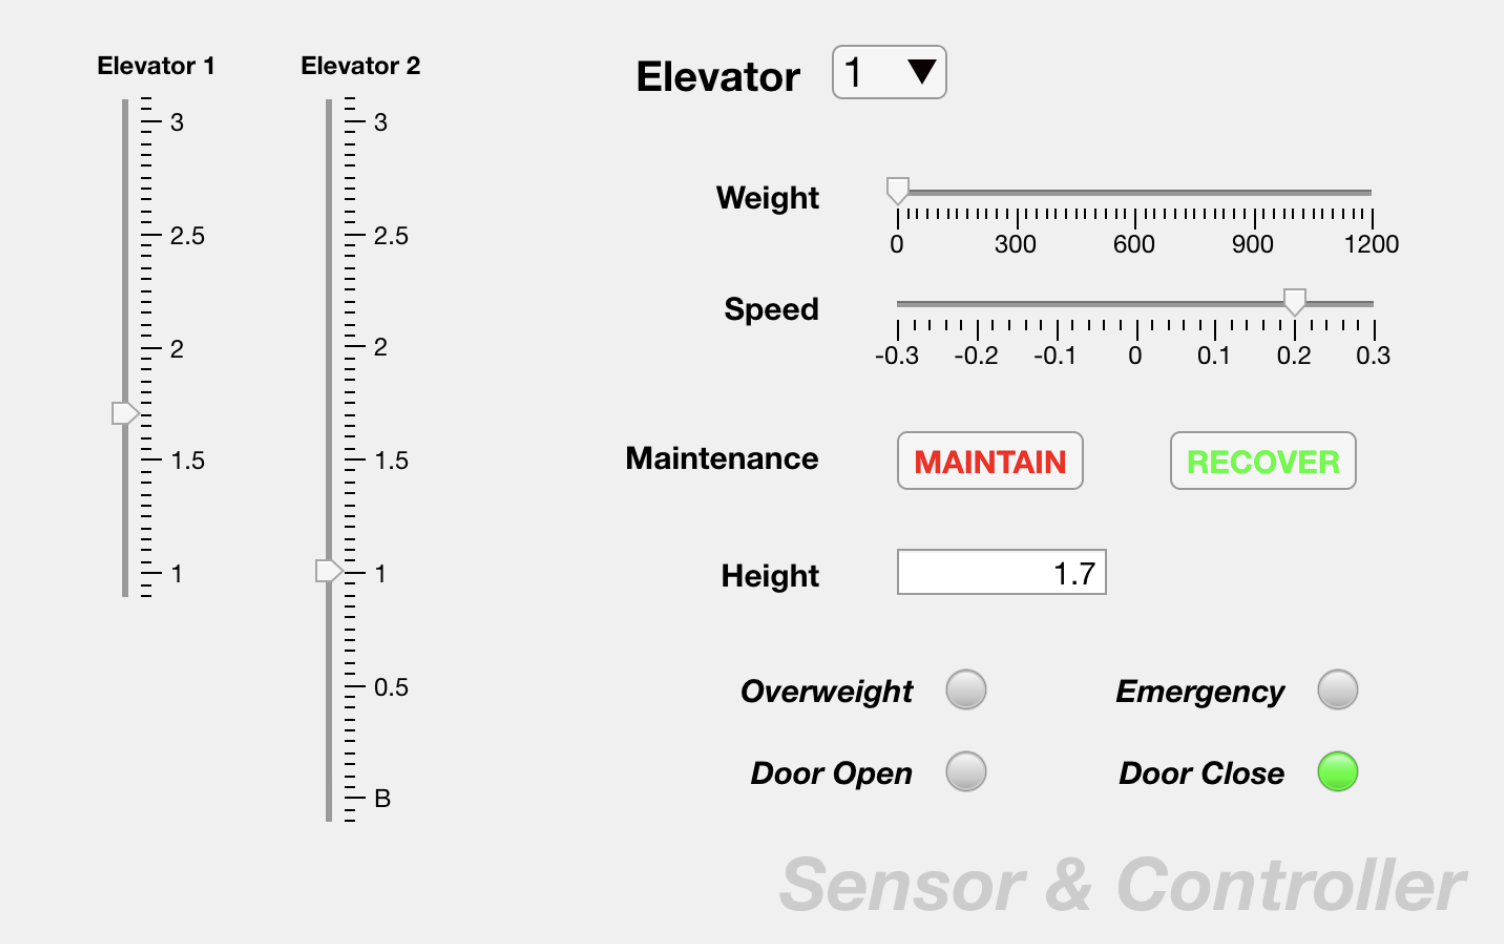 Elevator 1
3
2.5
2
1.5
1
Elevator 2
3
2.5
2
1.5
1
0.5
B
Elevator 1 ▼
Weight
0 300 600 900 1200
Speed
-0.3 -0.2 -0.1 0 0.1 0.2 0.3
Maintenance MAINTAIN RECOVER
Height 1.7
Overweight Emergency
Door Open Door Close
Sensor & Controller